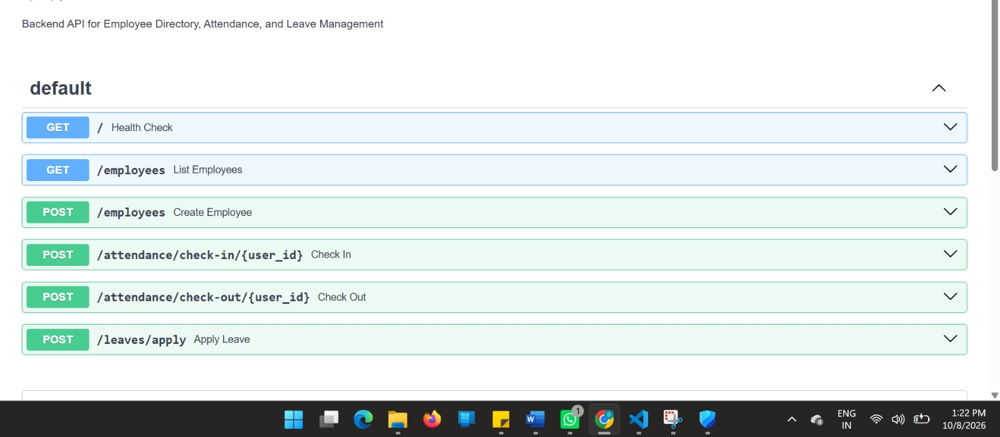 Backend API for Employee Directory, Attendance, and Leave Management
default
GET / Health Check
GET /employees List Employees
POST /employees Create Employee
POST /attendance/check-in/{user_id} Check In
POST /attendance/check-out/{user_id} Check Out
POST /leaves/apply Apply Leave
W
1
D
ENG
IN
1:22 PM
10/8/2026